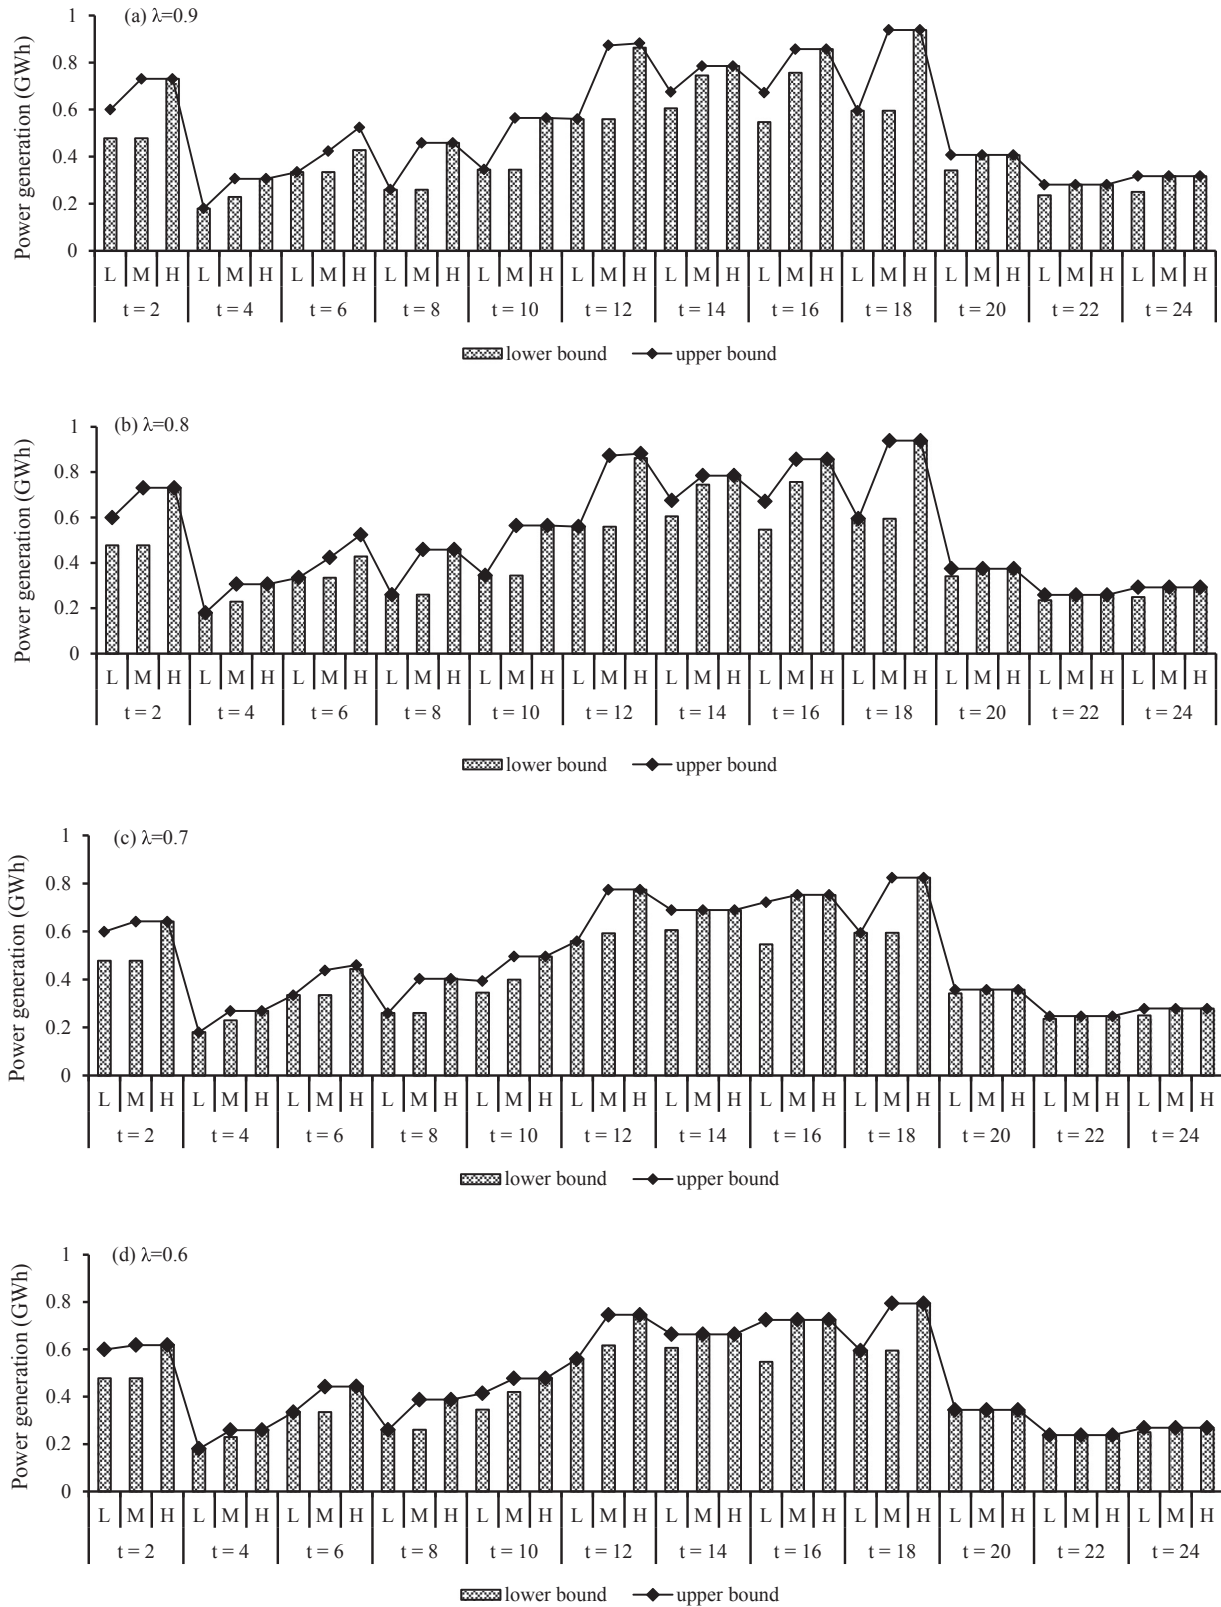 (a) λ=0.9
Power generation (GWh)
1
0.8
0.6
0.4
0.2
0
L M H L M H L M H L M H L M H L M H L M H L M H L M H L M H L M H L M H
t = 2 t = 4 t = 6 t = 8 t = 10 t = 12 t = 14 t = 16 t = 18 t = 20 t = 22 t = 24
lower bound upper bound
(b) λ=0.8
Power generation (GWh)
1
0.8
0.6
0.4
0.2
0
L M H L M H L M H L M H L M H L M H L M H L M H L M H L M H L M H L M H
t = 2 t = 4 t = 6 t = 8 t = 10 t = 12 t = 14 t = 16 t = 18 t = 20 t = 22 t = 24
lower bound upper bound
(c) λ=0.7
Power generation (GWh)
1
0.8
0.6
0.4
0.2
0
L M H L M H L M H L M H L M H L M H L M H L M H L M H L M H L M H L M H
t = 2 t = 4 t = 6 t = 8 t = 10 t = 12 t = 14 t = 16 t = 18 t = 20 t = 22 t = 24
lower bound upper bound
(d) λ=0.6
Power generation (GWh)
1
0.8
0.6
0.4
0.2
0
L M H L M H L M H L M H L M H L M H L M H L M H L M H L M H L M H L M H
t = 2 t = 4 t = 6 t = 8 t = 10 t = 12 t = 14 t = 16 t = 18 t = 20 t = 22 t = 24
lower bound upper bound